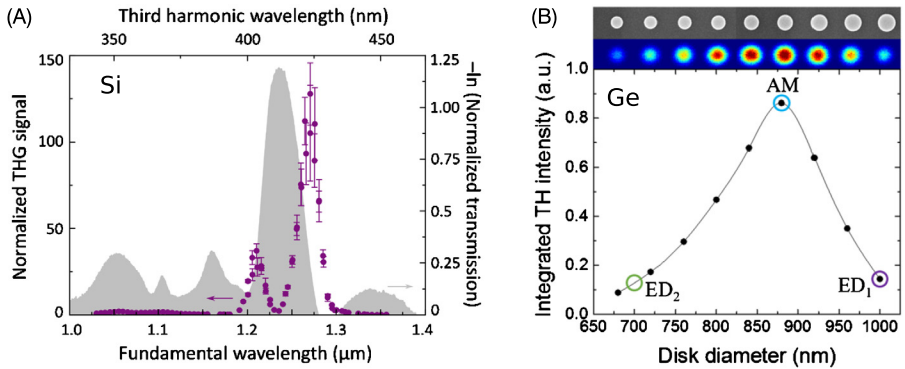 (A)
Third harmonic wavelength (nm)
350 400 450
Si
Normalized THG signal
150
100
50
0
1.25
1.00
0.75
0.5
0.25
0
–ln (Normalized transmission)
1.0 1.1 1.2 1.3 1.4
Fundamental wavelength (μm)
(B)
Ge
AM
ED2
ED1
Integrated TH intensity (a.u.)
1.0
0.8
0.6
0.4
0.2
0.0
650 700 750 800 850 900 950 1000
Disk diameter (nm)